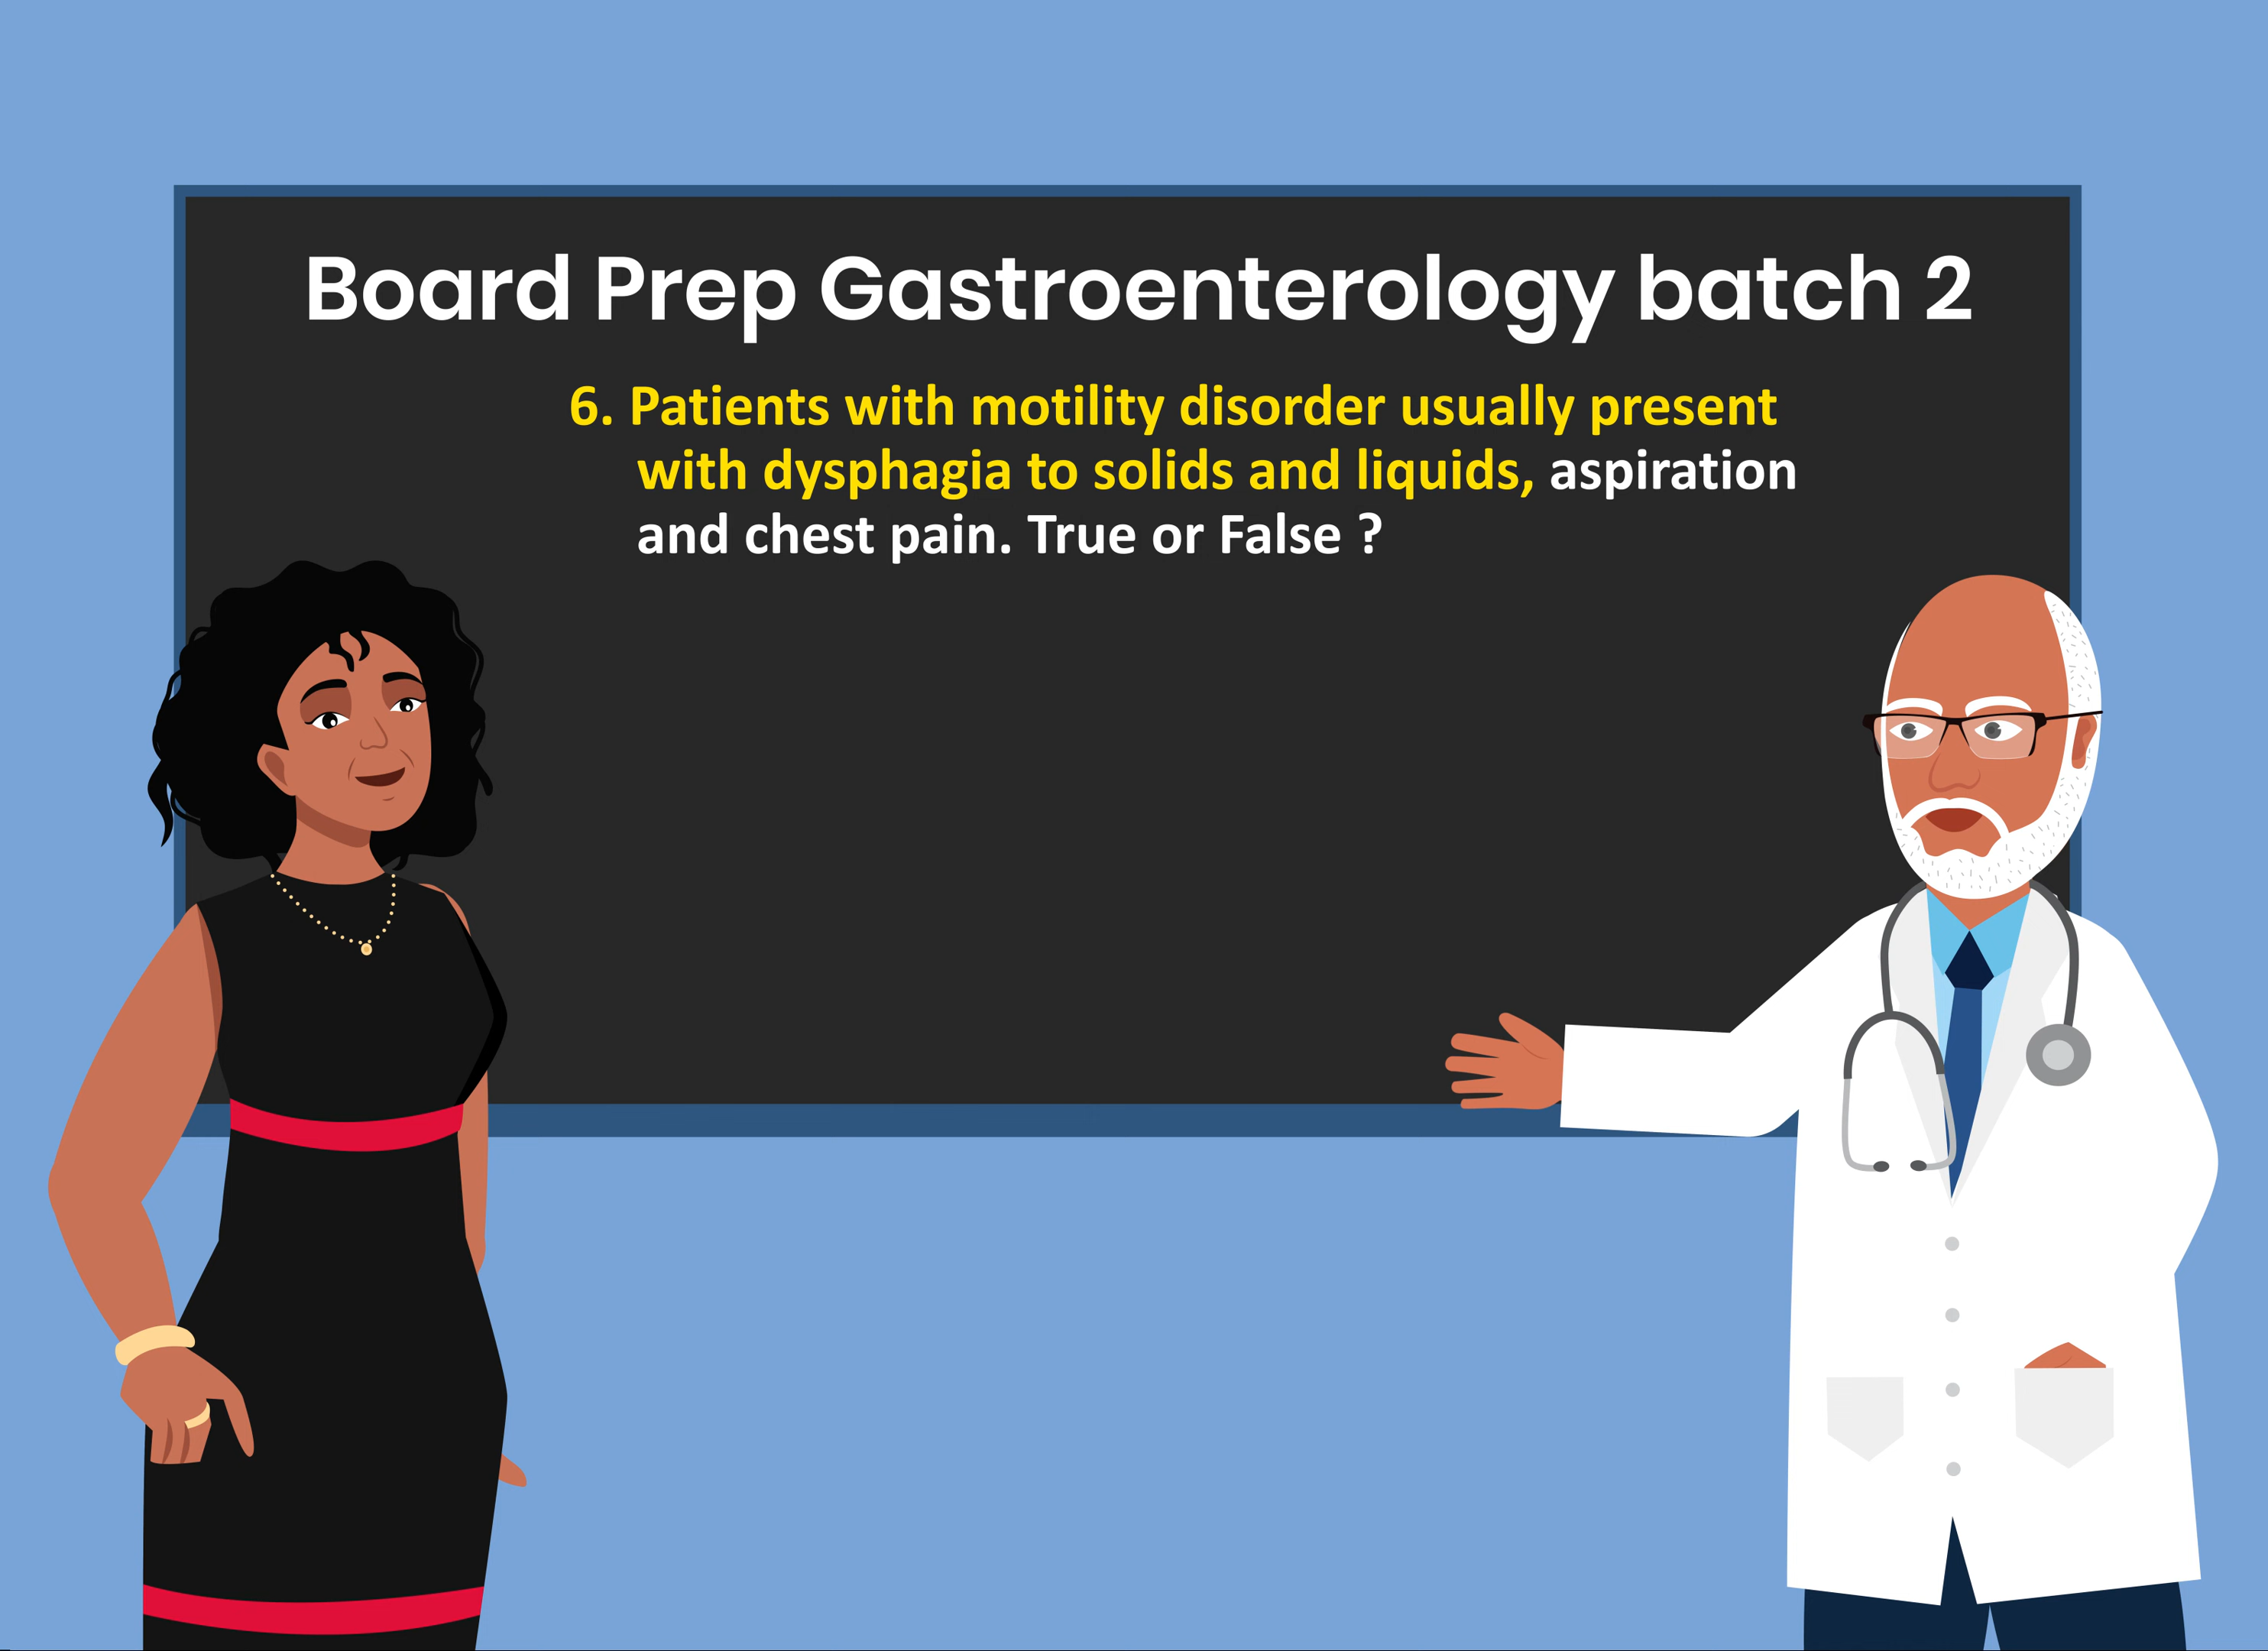 Board Prep Gastroenterology batch 2
6. Patients with motility disorder usually present
with dysphagia to solids and liquids, aspiration
and chest pain. True or False ?